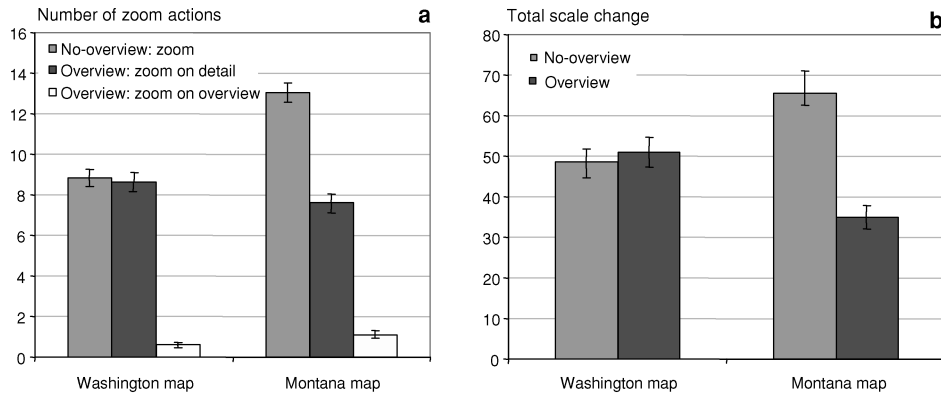 Number of zoom actions
a
16
14
12
10
8
6
4
2
0
No-overview: zoom
Overview: zoom on detail
Overview: zoom on overview
Washington map
Montana map
Total scale change
b
80
70
60
50
40
30
20
10
0
No-overview
Overview
Washington map
Montana map